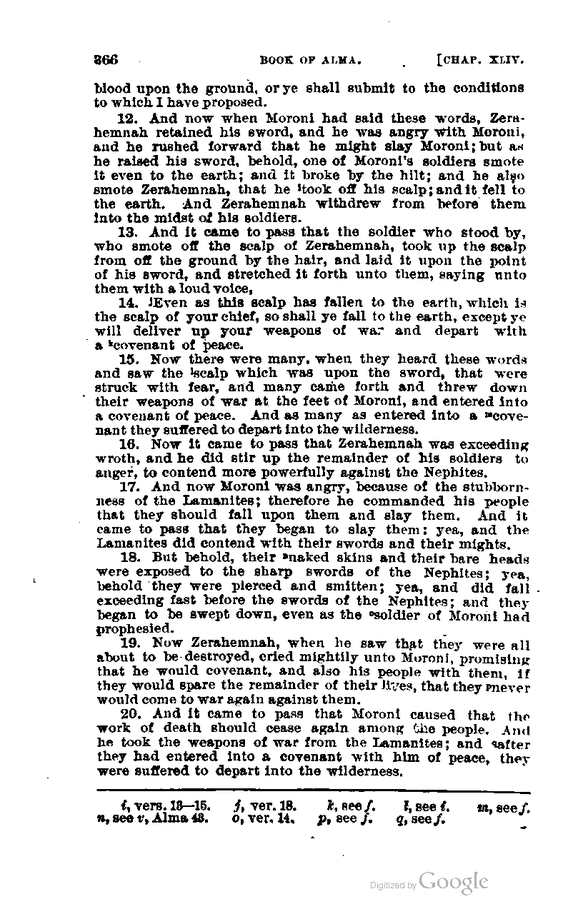 366 BOOK OF ALMA. [CHAP. XLIV.
blood upon the ground, or ye shall submit to the conditions
to which I have proposed.
12. And now when Moroni had said these words, Zera-
hemnah retained his sword, and he was angry with Moroni,
and he rushed forward that he might slay Moroni; but as
he raised his sword, behold, one of Moroni's soldiers smote
it even to the earth; and it broke by the hilt; and he also
smote Zerahemnah, that he ⁱtook off his scalp; and it fell to
the earth. And Zerahemnah withdrew from before them
into the midst of his soldiers.
13. And it came to pass that the soldier who stood by,
who smote off the scalp of Zerahemnah, took up the scalp
from off the ground by the hair, and laid it upon the point
of his sword, and stretched it forth unto them, saying unto
them with a loud voice,
14. ʲEven as this scalp has fallen to the earth, which is
the scalp of your chief, so shall ye fall to the earth, except ye
will deliver up your weapons of war and depart with
a ᵏcovenant of peace.
15. Now there were many, when they heard these words
and saw the ˡscalp which was upon the sword, that were
struck with fear, and many came forth and threw down
their weapons of war at the feet of Moroni, and entered into
a covenant of peace. And as many as entered into a ᵐcove-
nant they suffered to depart into the wilderness.
16. Now it came to pass that Zerahemnah was exceeding
wroth, and he did stir up the remainder of his soldiers to
anger, to contend more powerfully against the Nephites.
17. And now Moroni was angry, because of the stubborn-
ness of the Lamanites; therefore he commanded his people
that they should fall upon them and slay them. And it
came to pass that they began to slay them; yea, and the
Lamanites did contend with their swords and their mights.
18. But behold, their ⁿnaked skins and their bare heads
were exposed to the sharp swords of the Nephites; yea,
behold they were pierced and smitten; yea, and did fall
exceeding fast before the swords of the Nephites; and they
began to be swept down, even as the ᵒsoldier of Moroni had
prophesied.
19. Now Zerahemnah, when he saw that they were all
about to be destroyed, cried mightily unto Moroni, promising
that he would covenant, and also his people with them, if
they would spare the remainder of their lives, that they ᵖnever
would come to war again against them.
20. And it came to pass that Moroni caused that the
work of death should cease again among the people. And
he took the weapons of war from the Lamanites; and qafter
they had entered into a covenant with him of peace, they
were suffered to depart into the wilderness.
i, vers. 13—15. j, ver. 18. k, see f. l, see i. m, see f.
n, see v, Alma 43. o, ver. 14. p, see f. q, see f.
Digitized by Google